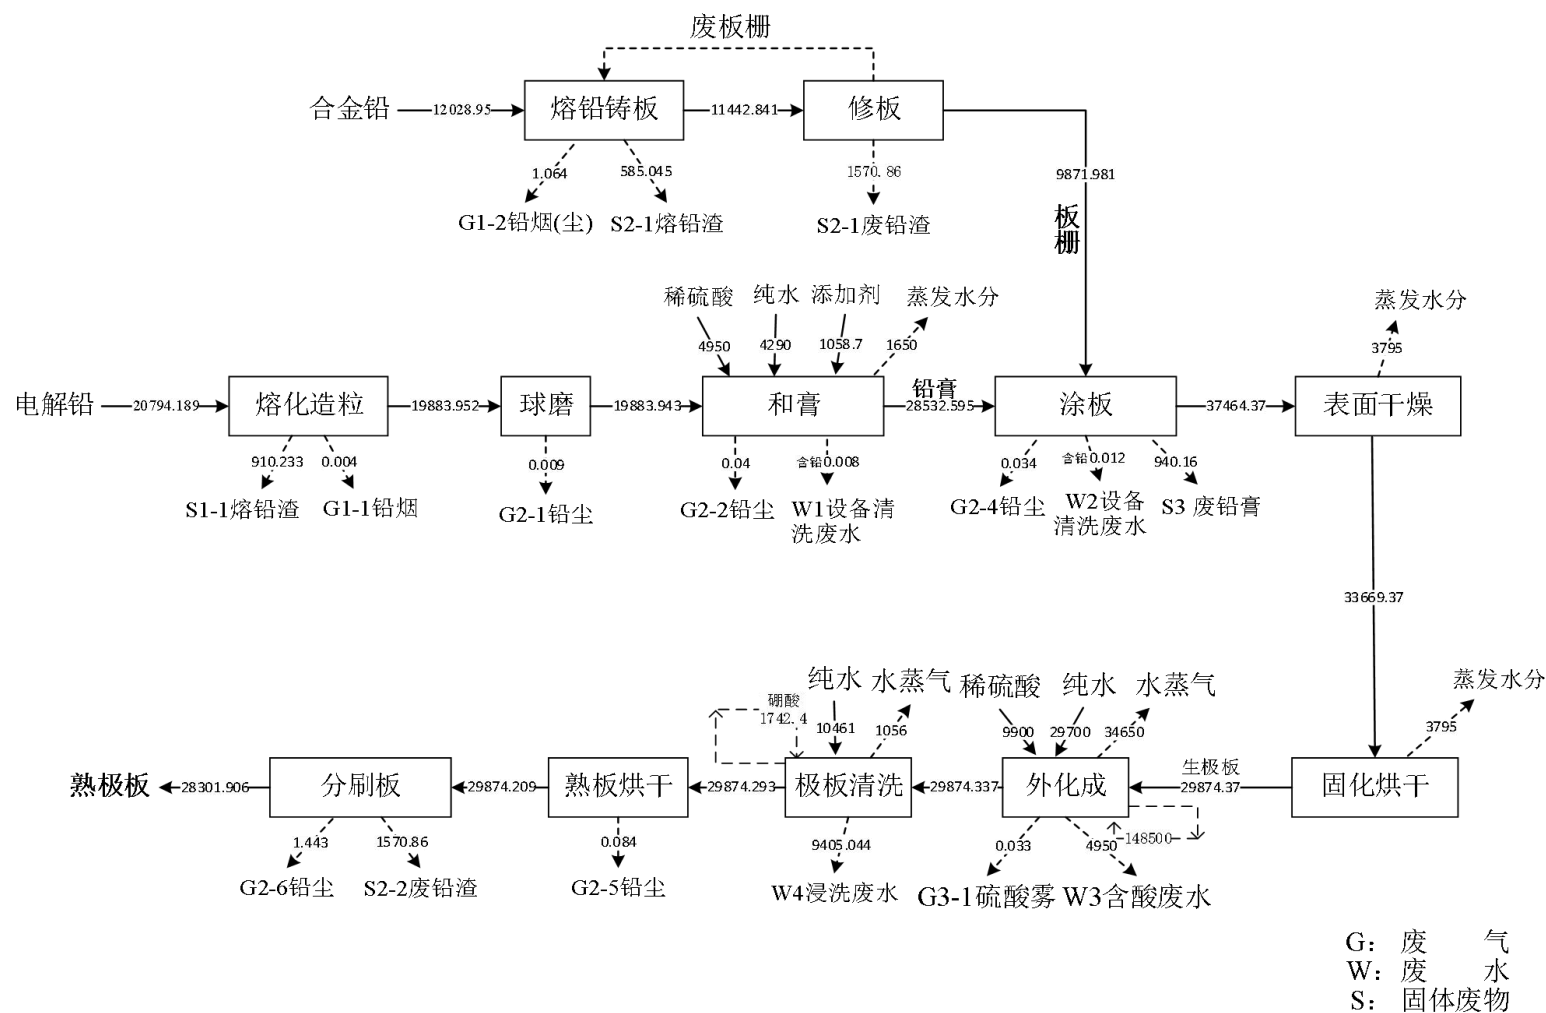 废板栅
合金铅
12028.95
熔铅铸板
11442.841
修板
1.064
585.045
1570.86
9871.981
G1-2铅烟(尘)
S2-1熔铅渣
S2-1废铅渣
板栅
稀硫酸
纯水
添加剂
蒸发水分
蒸发水分
4950
4290
1058.7
1650
3795
电解铅
20794.189
熔化造粒
19883.952
球磨
19883.943
和膏
铅膏
28532.595
涂板
37464.37
表面干燥
910.233
0.004
0.009
0.04
含铅0.008
0.034
含铅0.012
940.16
S1-1熔铅渣
G1-1铅烟
G2-1铅尘
G2-2铅尘
W1设备清
洗废水
G2-4铅尘
W2设备
清洗废水
S3 废铅膏
33669.37
硼酸
1742.4
纯水
水蒸气
稀硫酸
纯水
水蒸气
蒸发水分
10461
1056
9900
29700
34650
3795
熟极板
28301.906
分刷板
29874.209
熟板烘干
29874.293
极板清洗
29874.337
外化成
生极板
29874.37
固化烘干
1.443
1570.86
0.084
9405.044
0.033
4950
148500
G2-6铅尘
S2-2废铅渣
G2-5铅尘
W4浸洗废水
G3-1硫酸雾
W3含酸废水
G： 废 气
W： 废 水
S： 固体废物